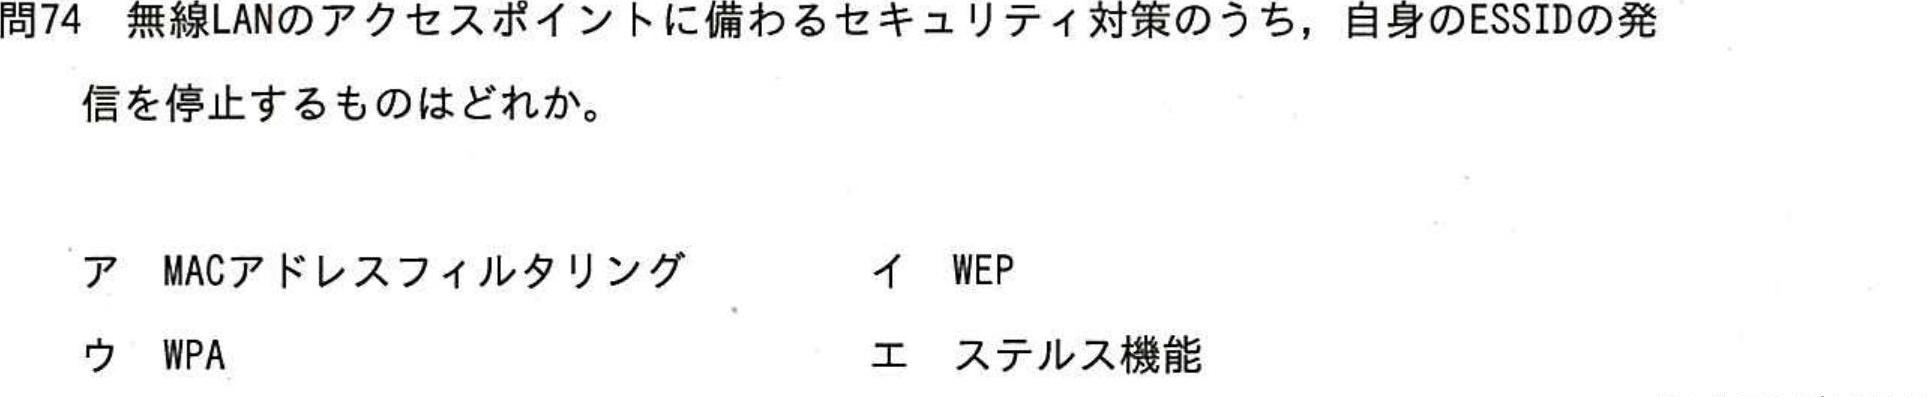 問74　無線LANのアクセスポイントに備わるセキュリティ対策のうち，自身のESSIDの発
信を停止するものはどれか。
ア　MACアドレスフィルタリング　　　　イ　WEP
ウ　WPA　　　　エ　ステルス機能